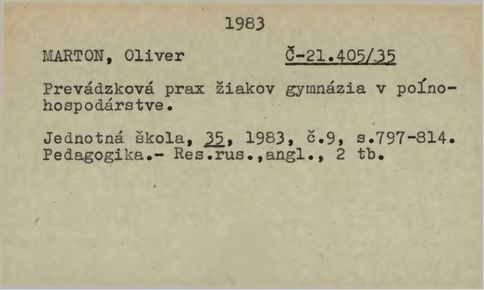 1983
MARTON, Oliver Č-21.405/35
Prevádzková prax žiakov gymnázia v poľno-
hospodárstve.
Jednotná škola, 35, 1983, č.9, s.797-814.
Pedagogika.- Res.rus.,angl., 2 tb.